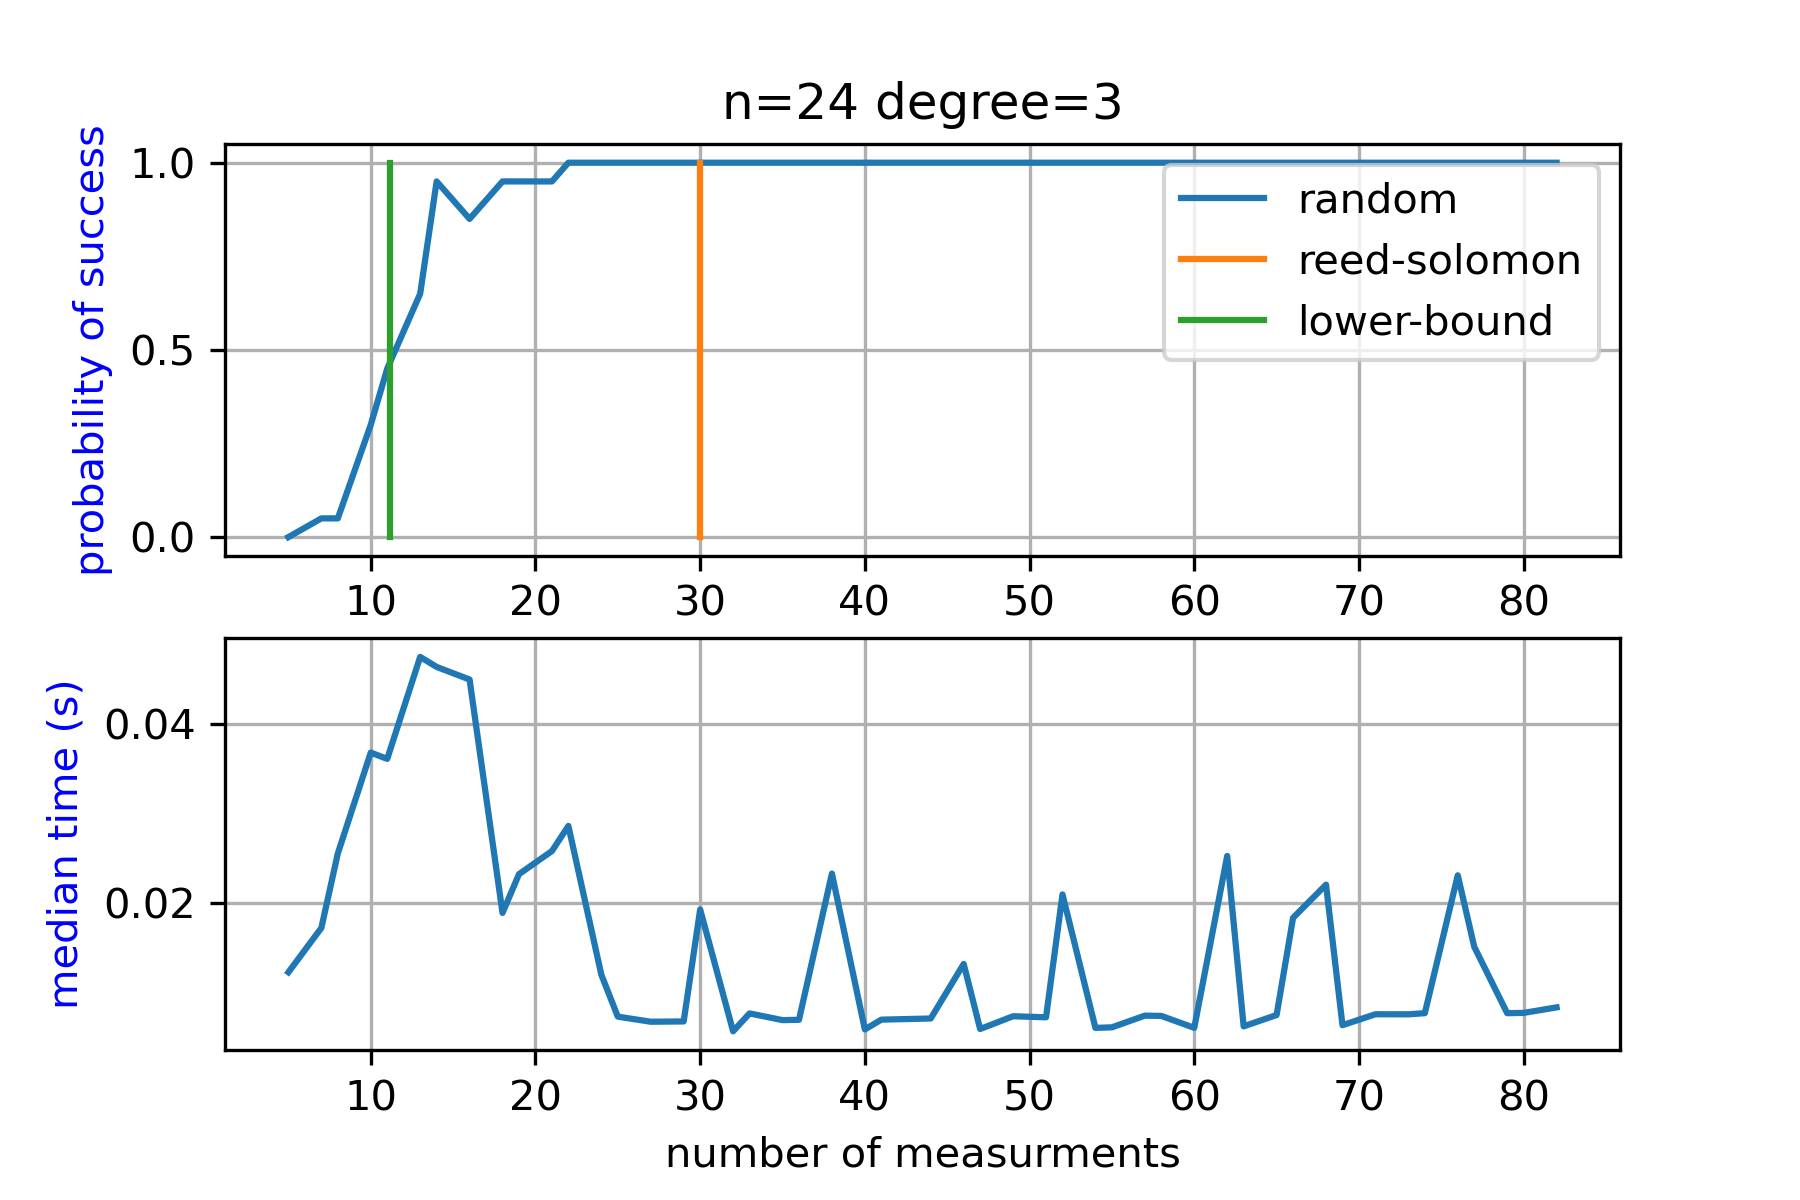 n=24 degree=3
probability of success
1.0
0.5
0.0
random
reed-solomon
lower-bound
10 20 30 40 50 60 70 80
median time (s)
0.04
0.02
10 20 30 40 50 60 70 80
number of measurments